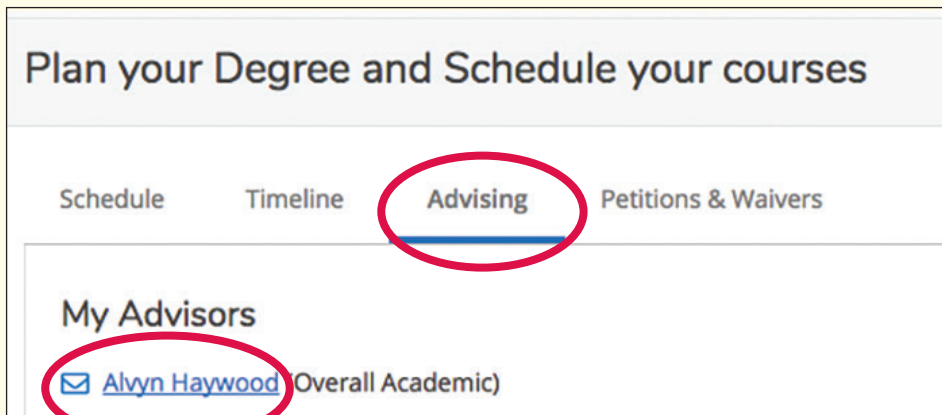 Plan your Degree and Schedule your courses
Schedule Timeline Advising Petitions & Waivers
My Advisors
Alvyn Haywood (Overall Academic)